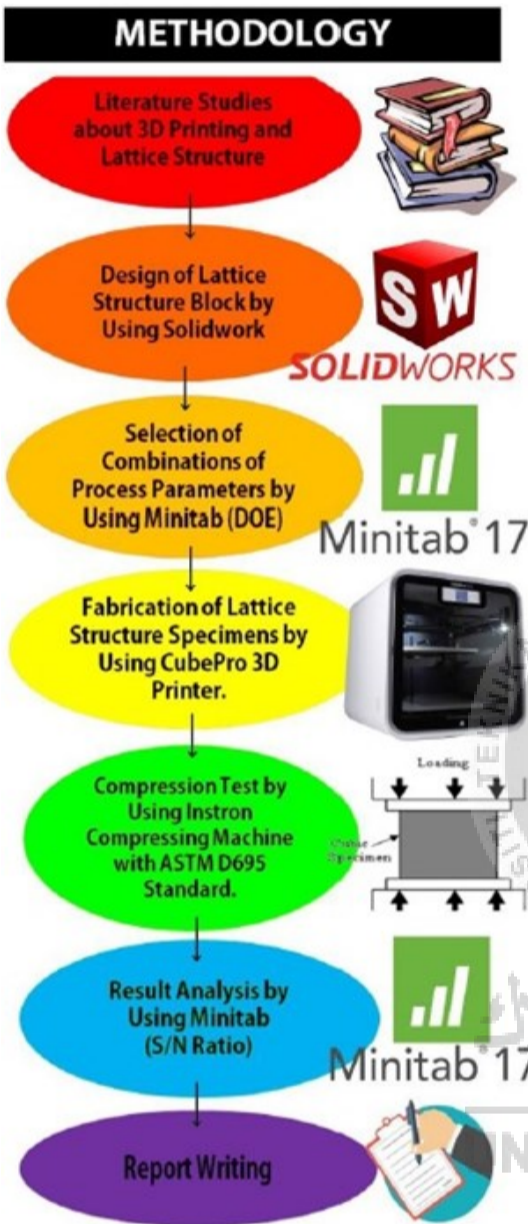 METHODOLOGY
Literature Studies
about 3D Printing and
Lattice Structure
Design of Lattice
Structure Block by
Using Solidwork
SW
SOLIDWORKS
Selection of
Combinations of
Process Parameters by
Using Minitab (DOE)
Minitab® 17
Fabrication of Lattice
Structure Specimens by
Using CubePro 3D
Printer.
Compression Test by
Using Instron
Compressing Machine
with ASTM D695
Standard.
Loading
Cubic
Specimen
Result Analysis by
Using Minitab
(S/N Ratio)
Minitab® 17
Report Writing